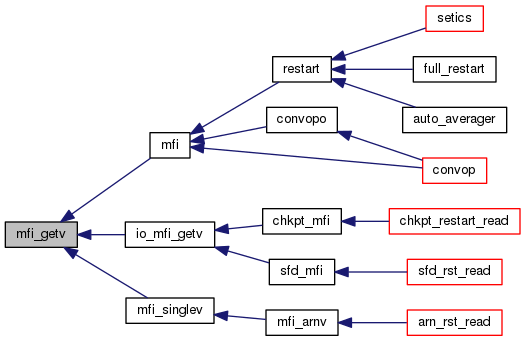 setics
restart
full_restart
convopo
auto_averager
mfi
convop
mfi_getv
io_mfi_getv
chkpt_mfi
chkpt_restart_read
sfd_mfi
sfd_rst_read
mfi_singlev
mfi_arnv
arn_rst_read